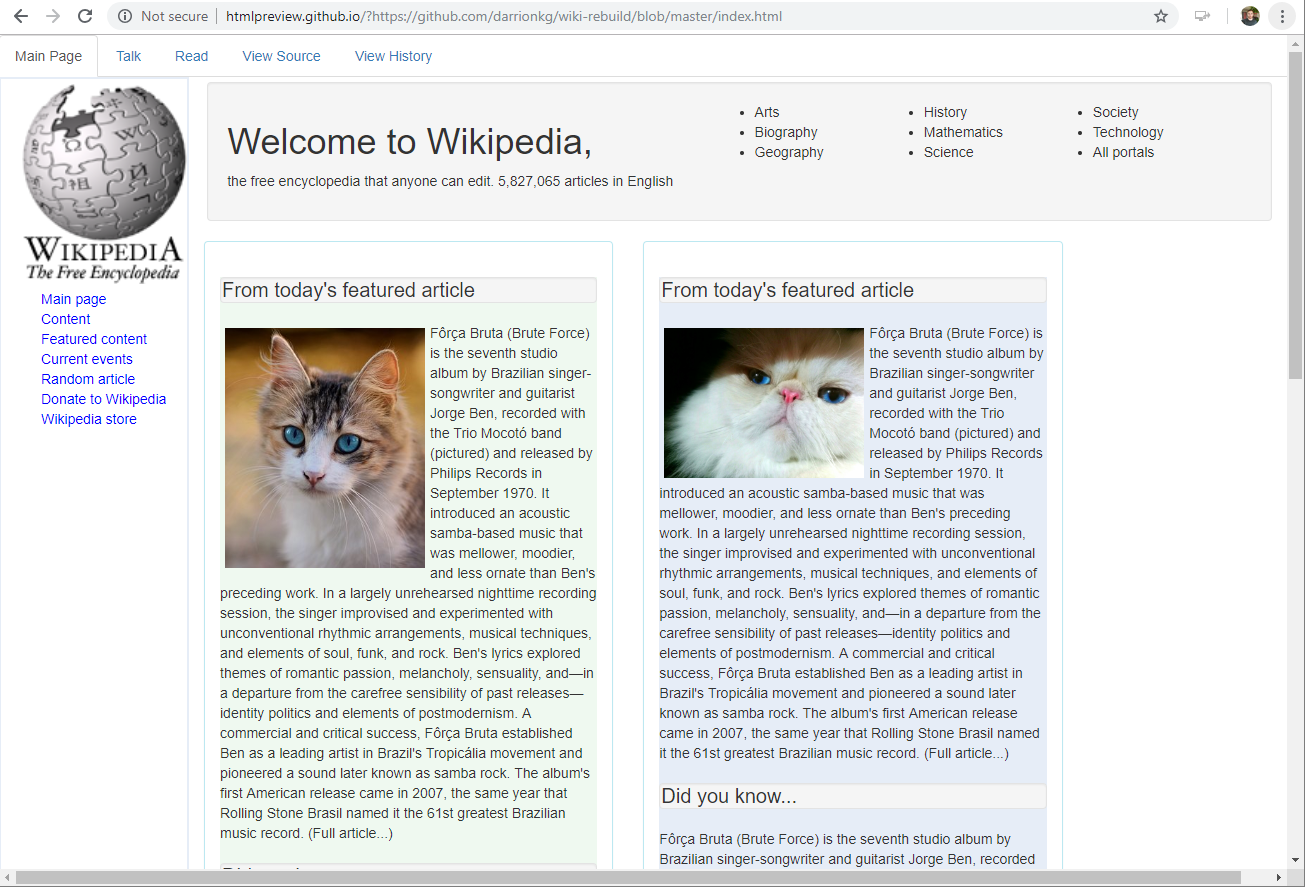 Not secure | htmlpreview.github.io/?https://github.com/darrionkg/wiki-rebuild/blob/master/index.html
Main Page Talk Read View Source View History
WIKIPEDIA
The Free Encyclopedia
Main page
Content
Featured content
Current events
Random article
Donate to Wikipedia
Wikipedia store
Welcome to Wikipedia,
the free encyclopedia that anyone can edit. 5,827,065 articles in English
• Arts
• Biography
• Geography
• History
• Mathematics
• Science
• Society
• Technology
• All portals
From today's featured article
Fôrça Bruta (Brute Force)
is the seventh studio
album by Brazilian singer-
songwriter and guitarist
Jorge Ben, recorded with
the Trio Mocotó band
(pictured) and released by
Philips Records in
September 1970. It
introduced an acoustic
samba-based music that
was mellower, moodier,
and less ornate than Ben's
preceding work. In a largely unrehearsed nighttime recording
session, the singer improvised and experimented with
unconventional rhythmic arrangements, musical techniques,
and elements of soul, funk, and rock. Ben's lyrics explored
themes of romantic passion, melancholy, sensuality, and—in
a departure from the carefree sensibility of past releases—
identity politics and elements of postmodernism. A
commercial and critical success, Fôrça Bruta established
Ben as a leading artist in Brazil's Tropicália movement and
pioneered a sound later known as samba rock. The album's
first American release came in 2007, the same year that
Rolling Stone Brasil named it the 61st greatest Brazilian
music record. (Full article...)
From today's featured article
Fôrça Bruta (Brute Force) is
the seventh studio album by
Brazilian singer-songwriter
and guitarist Jorge Ben,
recorded with the Trio
Mocotó band (pictured) and
released by Philips Records
in September 1970. It
introduced an acoustic samba-based music that was
mellower, moodier, and less ornate than Ben's preceding
work. In a largely unrehearsed nighttime recording session,
the singer improvised and experimented with unconventional
rhythmic arrangements, musical techniques, and elements of
soul, funk, and rock. Ben's lyrics explored themes of romantic
passion, melancholy, sensuality, and—in a departure from the
carefree sensibility of past releases—identity politics and
elements of postmodernism. A commercial and critical
success, Fôrça Bruta established Ben as a leading artist in
Brazil's Tropicália movement and pioneered a sound later
known as samba rock. The album's first American release
came in 2007, the same year that Rolling Stone Brasil named
it the 61st greatest Brazilian music record. (Full article...)
Did you know...
Fôrça Bruta (Brute Force) is the seventh studio album by
Brazilian singer-songwriter and guitarist Jorge Ben, recorded